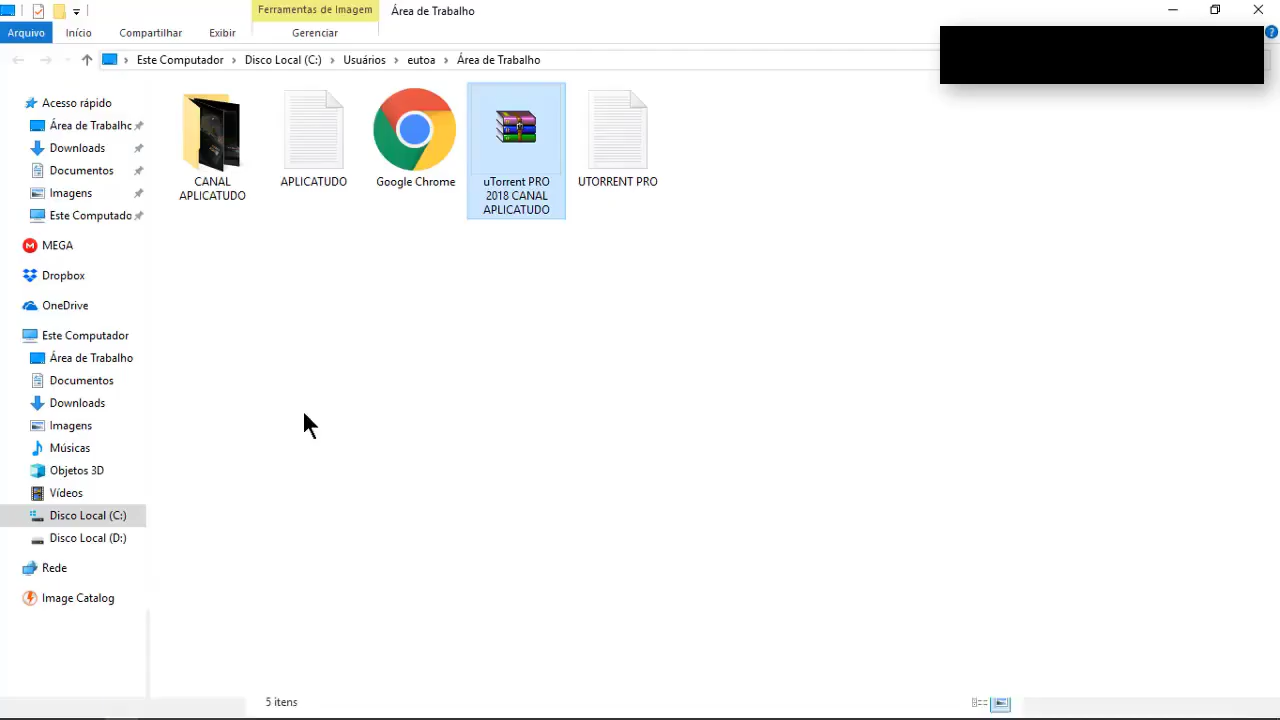 Ferramentas de Imagem
Área de Trabalho
Arquivo
Início
Compartilhar
Exibir
Gerenciar
Este Computador
Disco Local (C:)
Usuários
eutoa
Área de Trabalho
Acesso rápido
Área de Trabalho
Downloads
Documentos
Imagens
Este Computado
MEGA
Dropbox
OneDrive
Este Computador
Área de Trabalho
Documentos
Downloads
Imagens
Músicas
Objetos 3D
Vídeos
Disco Local (C:)
Disco Local (D:)
Rede
Image Catalog
CANAL
APLICATUDO
APLICATUDO
Google Chrome
uTorrent PRO
2018 CANAL
APLICATUDO
UTORRENT PRO
5 itens